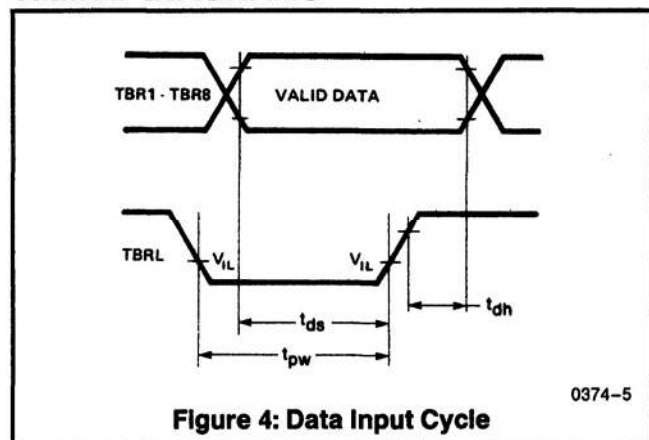 TBR1 - TBR8 VALID DATA
TBRL VIL VIL
tdh
tds
tpw
0374-5
Figure 4: Data Input Cycle